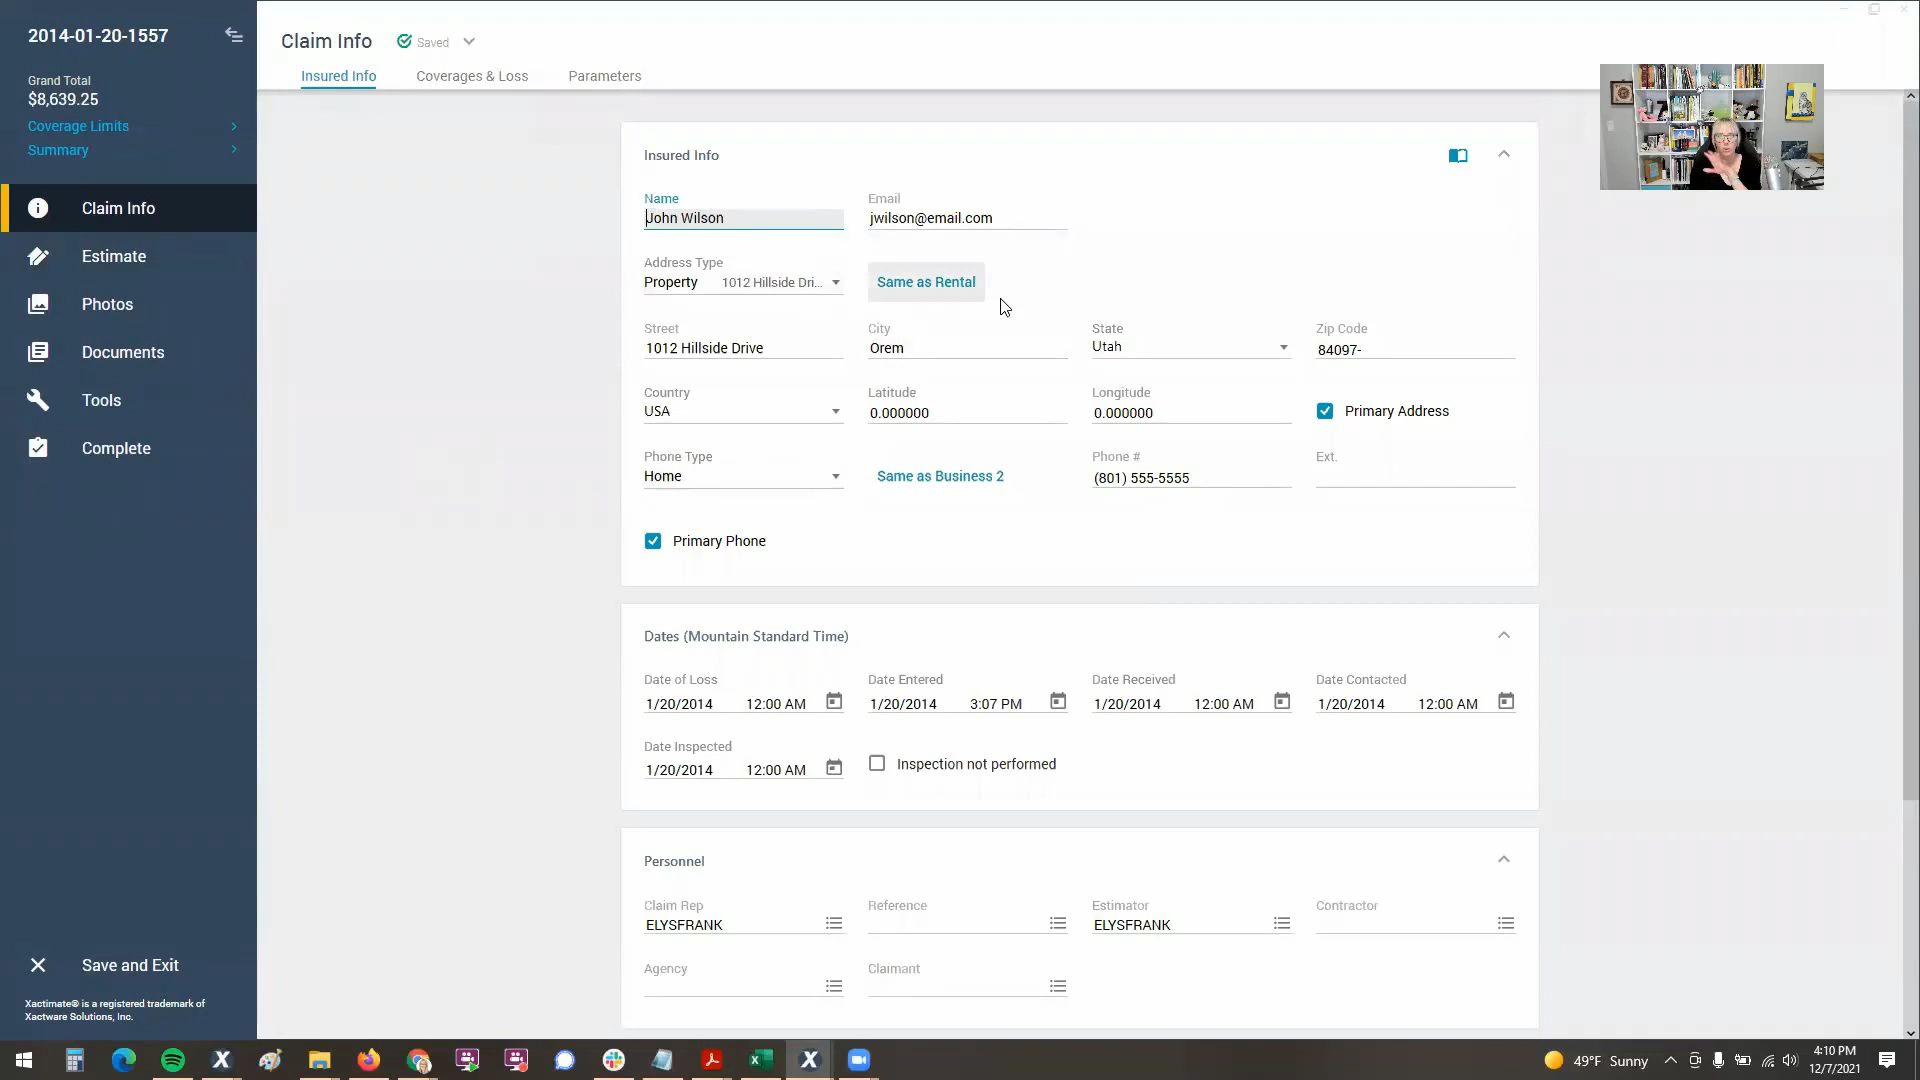 2014-01-20-1557
Grand Total
$8,639.25
Coverage Limits
Summary
Claim Info
Estimate
Photos
Documents
Tools
Complete
Save and Exit
Xactimate® is a registered trademark of
Xactware Solutions, Inc.
Claim Info Saved
Insured Info Coverages & Loss Parameters
Insured Info
Name Email
John Wilson jwilson@email.com
Address Type
Property 1012 Hillside Dri... Same as Rental
Street City State Zip Code
1012 Hillside Drive Orem Utah 84097-
Country Latitude Longitude
USA 0.000000 0.000000 Primary Address
Phone Type Phone # Ext.
Home Same as Business 2 (801) 555-5555
Primary Phone
Dates (Mountain Standard Time)
Date of Loss Date Entered Date Received Date Contacted
1/20/2014 12:00 AM 1/20/2014 3:07 PM 1/20/2014 12:00 AM 1/20/2014 12:00 AM
Date Inspected
1/20/2014 12:00 AM Inspection not performed
Personnel
Claim Rep Reference Estimator Contractor
ELYSFRANK ELYSFRANK
Agency Claimant
49°F Sunny
4:10 PM
12/7/2021